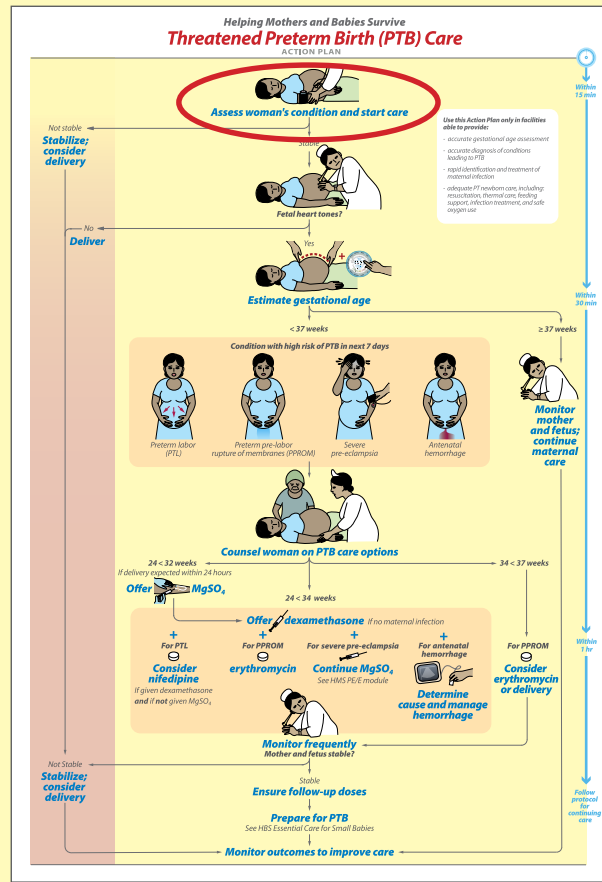 Helping Mothers and Babies Survive
Threatened Preterm Birth (PTB) Care
ACTION PLAN
Within
15 min
Assess woman's condition and start care
Use this Action Plan only in facilities
able to provide:
- accurate gestational age assessment
- accurate diagnosis of conditions
leading to PTB
- rapid identification and treatment of
maternal infection
- adequate PT newborn care, including:
resuscitation, thermal care, feeding
support, infection treatment, and safe
oxygen use
Not stable
Stabilize;
consider
delivery
Stable
Fetal heart tones?
No
Deliver
Yes
Estimate gestational age
Within
30 min
< 37 weeks
≥ 37 weeks
Condition with high risk of PTB in next 7 days
Preterm labor
(PTL)
Preterm pre-labor
rupture of membranes (PPROM)
Severe
pre-eclampsia
Antenatal
hemorrhage
Monitor
mother
and fetus;
continue
maternal
care
Counsel woman on PTB care options
24 < 32 weeks
If delivery expected within 24 hours
Offer MgSO₄
24 < 34 weeks
34 < 37 weeks
Offer dexamethasone If no maternal infection
Within
1 hr
+
For PTL
Consider
nifedipine
If given dexamethasone
and if not given MgSO₄
+
For PPROM
erythromycin
+
For severe pre-eclampsia
Continue MgSO₄
See HMS PE/E module
+
For antenatal
hemorrhage
Determine
cause and manage
hemorrhage
For PPROM
Consider
erythromycin
or delivery
Monitor frequently
Mother and fetus stable?
Not Stable
Stabilize;
consider
delivery
Stable
Ensure follow-up doses
Follow
protocol
for
continuing
care
Prepare for PTB
See HBS Essential Care for Small Babies
Monitor outcomes to improve care